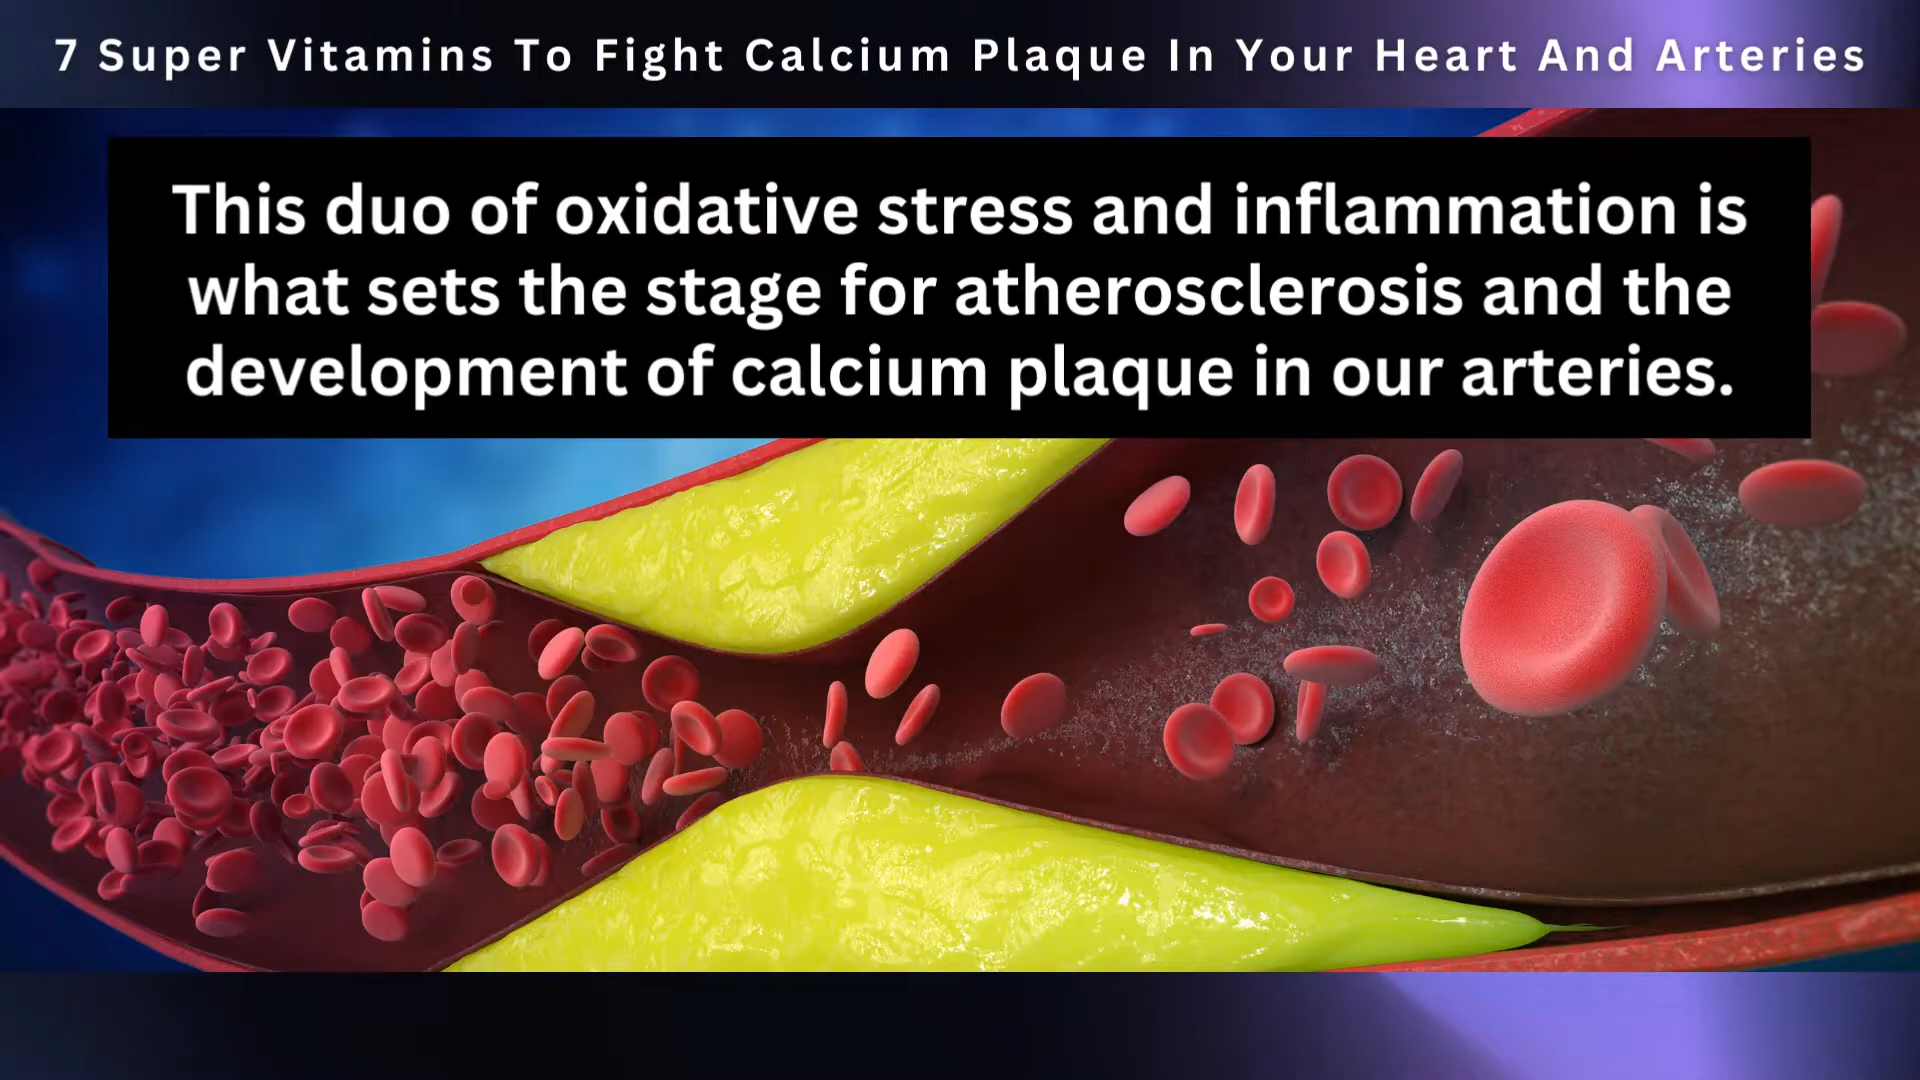 7 Super Vitamins To Fight Calcium Plaque In Your Heart And Arteries
This duo of oxidative stress and inflammation is
what sets the stage for atherosclerosis and the
development of calcium plaque in our arteries.